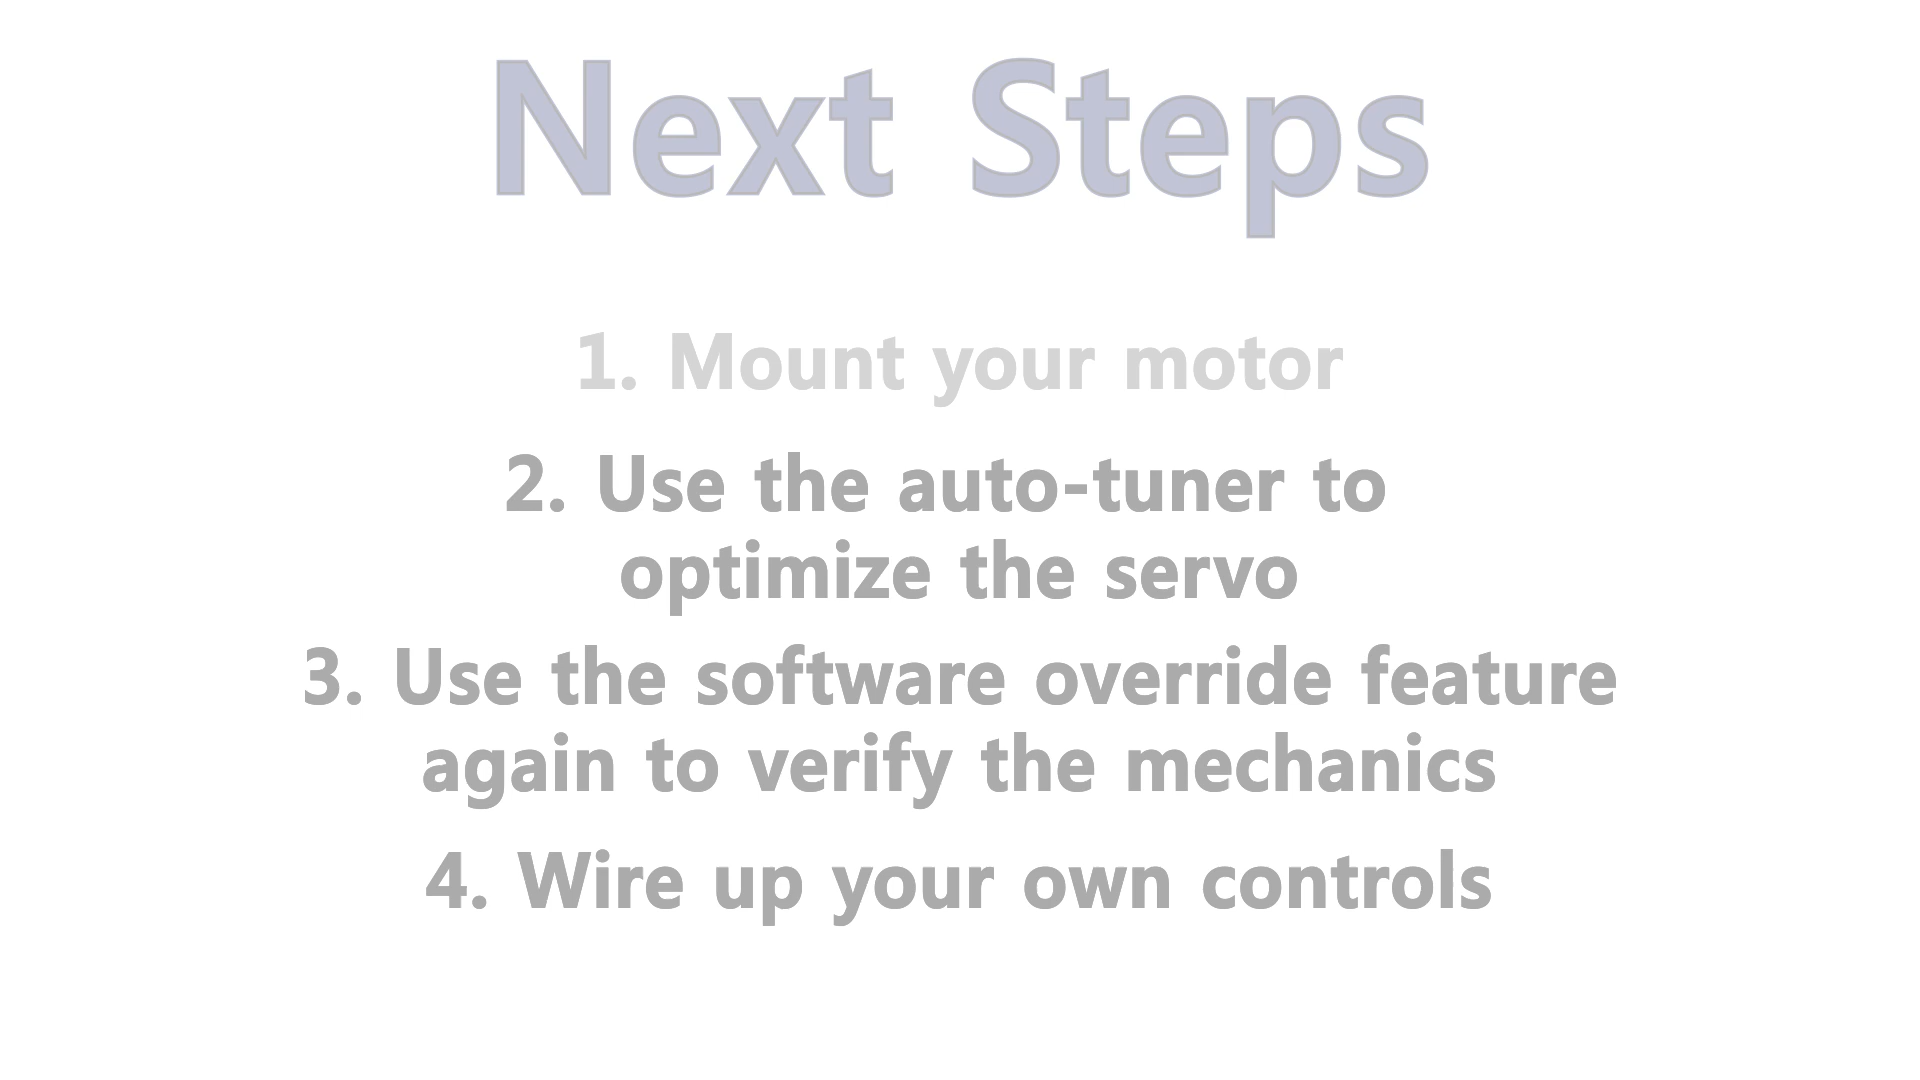 Next Steps
1. Mount your motor
2. Use the auto-tuner to
optimize the servo
3. Use the software override feature
again to verify the mechanics
4. Wire up your own controls